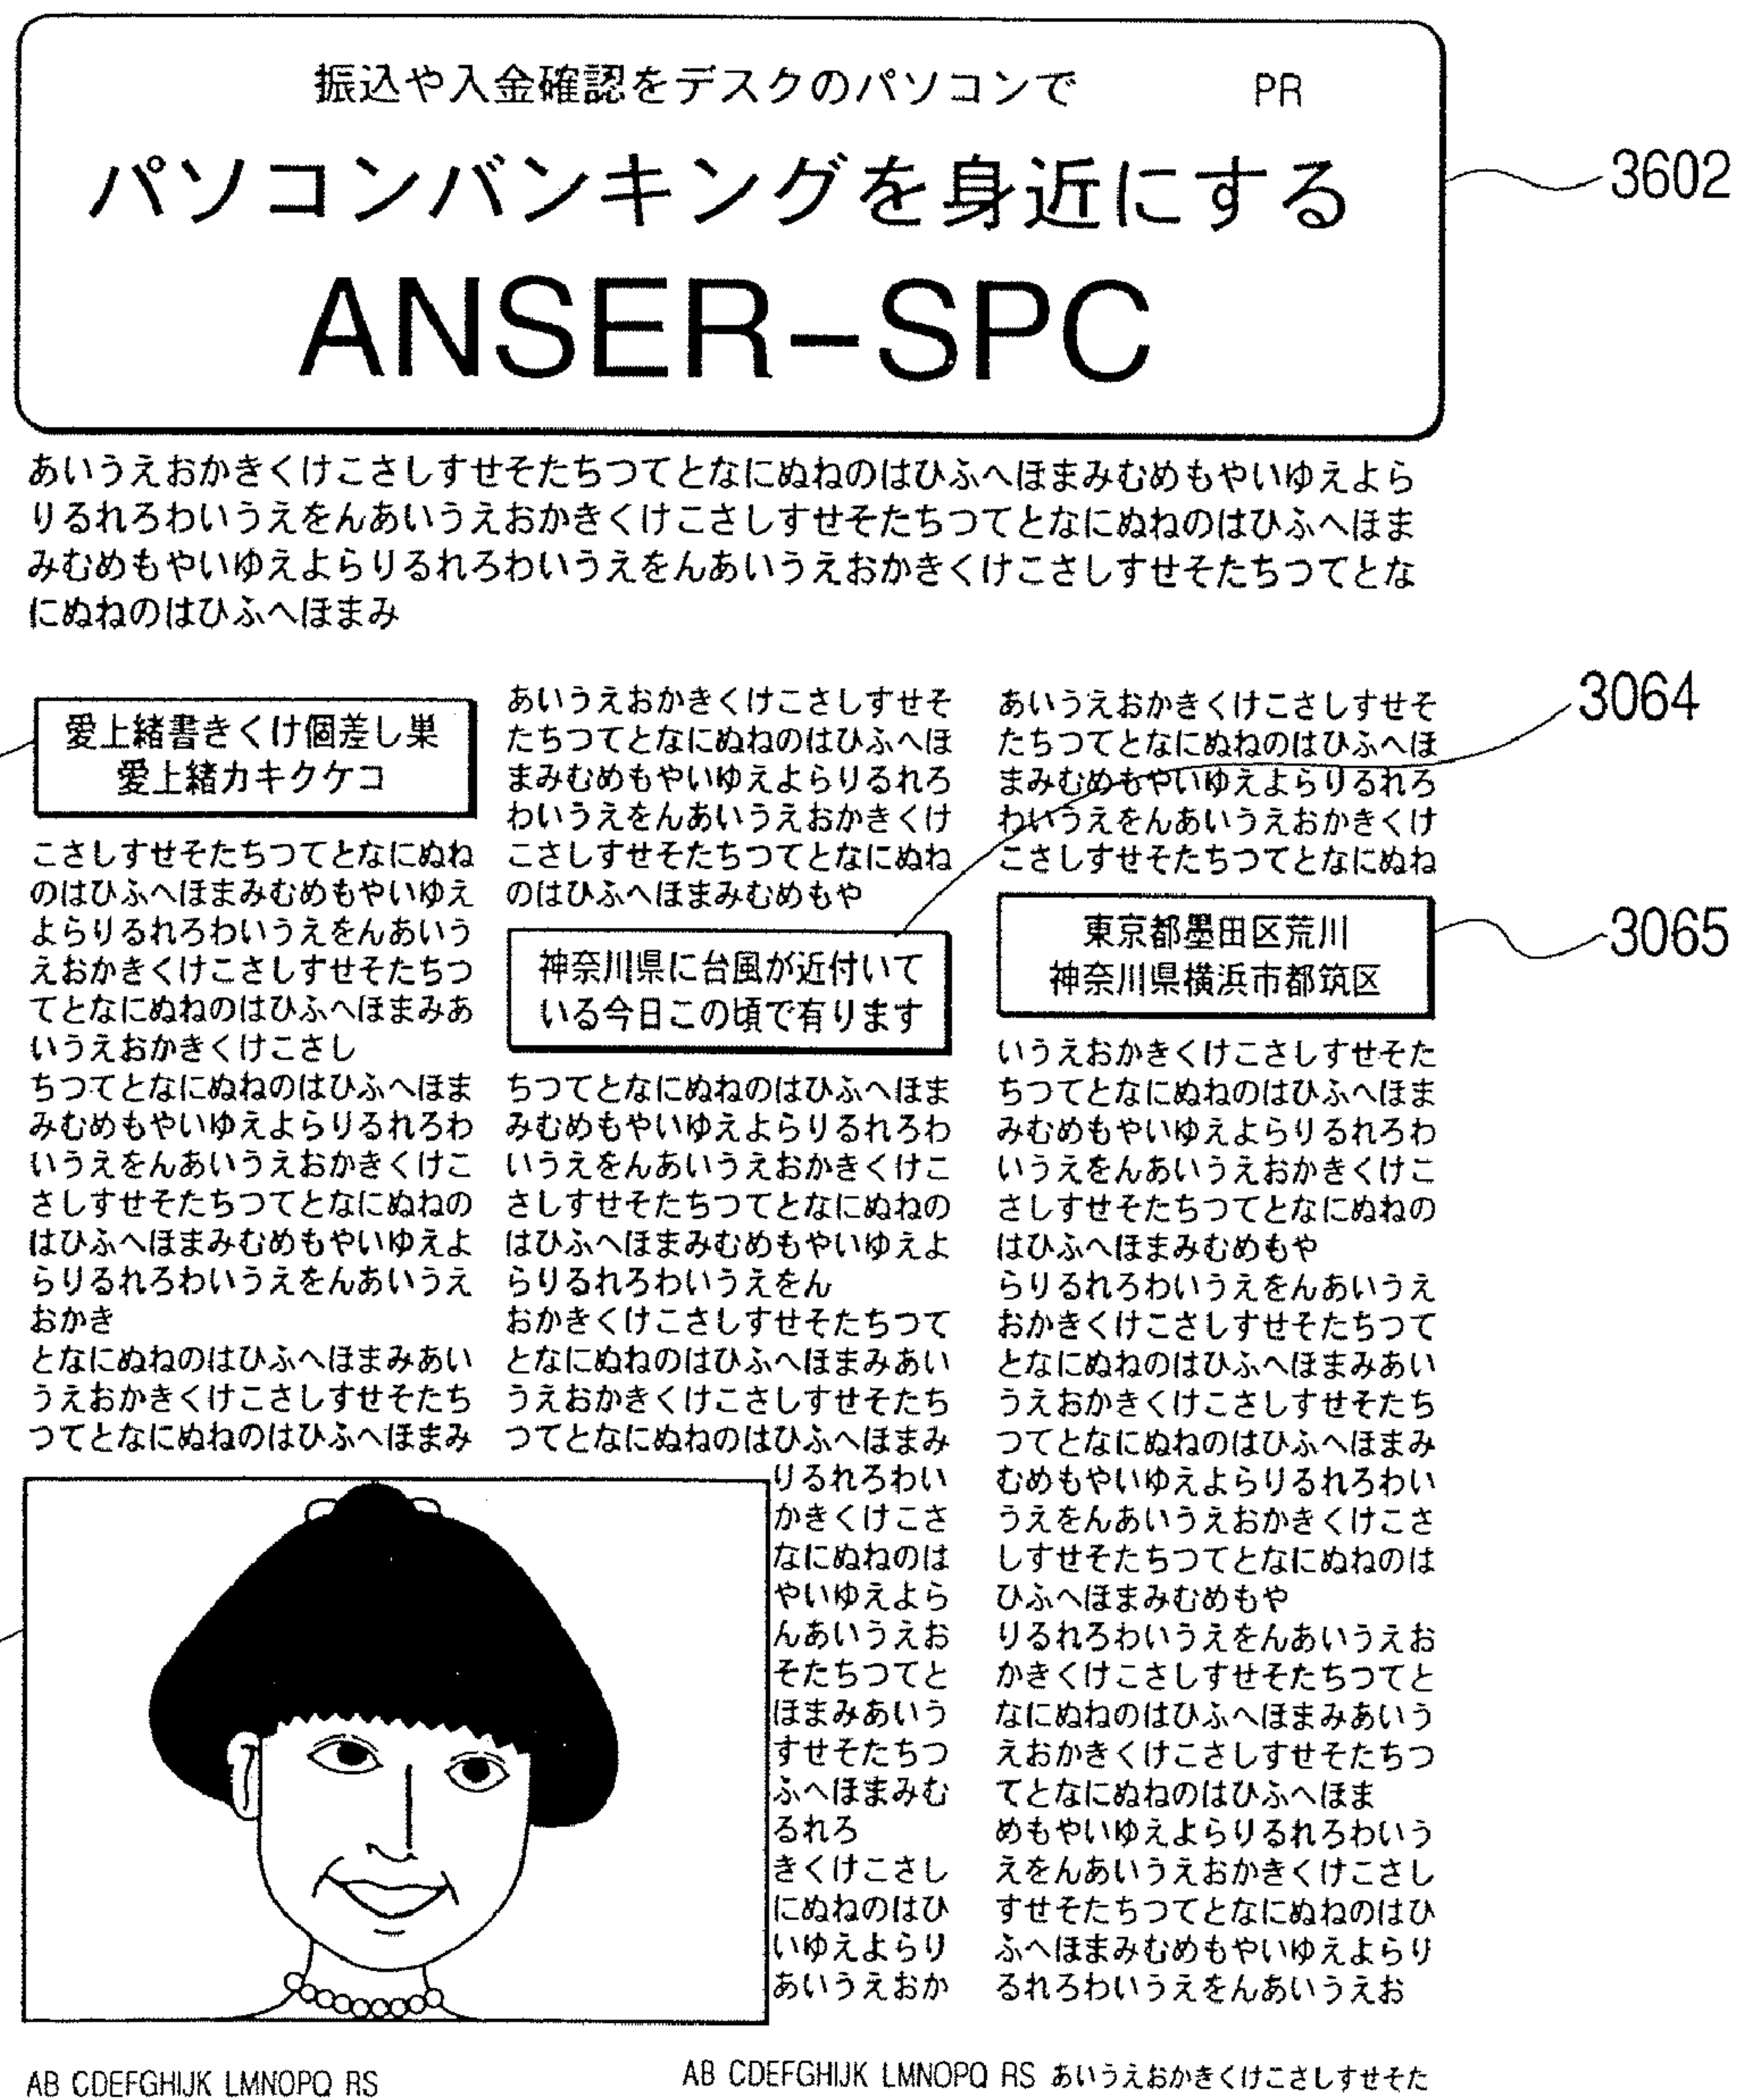 振込や入金確認をデスクのパソコンで PR
パソコンバンキングを身近にする
ANSER-SPC
3602
あいうえおかきくけこさしすせそたちつてとなにぬねのはひふへほまみむめもやいゆえよら
りるれろわいうえをんあいうえおかきくけこさしすせそたちつてとなにぬねのはひふへほま
みむめもやいゆえよらりるれろわいうえをんあいうえおかきくけこさしすせそたちつてとな
にぬねのはひふへほまみ
愛上緒書きくけ個差し巣
愛上緒カキクケコ
こさしすせそたちつてとなにぬね
のはひふへほまみむめもやいゆえ
よらりるれろわいうえをんあいう
えおかきくけこさしすせそたちつ
てとなにぬねのはひふへほまみあ
いうえおかきくけこさし
ちつてとなにぬねのはひふへほま
みむめもやいゆえよらりるれろわ
いうえをんあいうえおかきくけこ
さしすせそたちつてとなにぬねの
はひふへほまみむめもやいゆえよ
らりるれろわいうえをんあいうえ
おかき
となにぬねのはひふへほまみあい
うえおかきくけこさしすせそたち
つてとなにぬねのはひふへほまみ
あいうえおかきくけこさしすせそ
たちつてとなにぬねのはひふへほ
まみむめもやいゆえよらりるれろ
わいうえをんあいうえおかきくけ
こさしすせそたちつてとなにぬね
のはひふへほまみむめもや
神奈川県に台風が近付いて
いる今日この頃で有ります
ちつてとなにぬねのはひふへほま
みむめもやいゆえよらりるれろわ
いうえをんあいうえおかきくけこ
さしすせそたちつてとなにぬねの
はひふへほまみむめもやいゆえよ
らりるれろわいうえをん
おかきくけこさしすせそたちつて
となにぬねのはひふへほまみあい
うえおかきくけこさしすせそたち
つてとなにぬねのはひふへほまみ
りるれろわい
かきくけこさ
なにぬねのは
やいゆえよら
んあいうえお
そたちつてと
ほまみあいう
すせそたちつ
ふへほまみむ
るれろ
きくけこさし
にぬねのはひ
いゆえよらり
あいうえおか
あいうえおかきくけこさしすせそ
たちつてとなにぬねのはひふへほ
まみむめもやいゆえよらりるれろ
わいうえをんあいうえおかきくけ
こさしすせそたちつてとなにぬね
3064
東京都墨田区荒川
神奈川県横浜市都筑区
3065
いうえおかきくけこさしすせそた
ちつてとなにぬねのはひふへほま
みむめもやいゆえよらりるれろわ
いうえをんあいうえおかきくけこ
さしすせそたちつてとなにぬねの
はひふへほまみむめもや
らりるれろわいうえをんあいうえ
おかきくけこさしすせそたちつて
となにぬねのはひふへほまみあい
うえおかきくけこさしすせそたち
つてとなにぬねのはひふへほまみ
むめもやいゆえよらりるれろわい
うえをんあいうえおかきくけこさ
しすせそたちつてとなにぬねのは
ひふへほまみむめもや
りるれろわいうえをんあいうえお
かきくけこさしすせそたちつてと
なにぬねのはひふへほまみあいう
えおかきくけこさしすせそたちつ
てとなにぬねのはひふへほま
めもやいゆえよらりるれろわいう
えをんあいうえおかきくけこさし
すせそたちつてとなにぬねのはひ
ふへほまみむめもやいゆえよらり
るれろわいうえをんあいうえお
AB CDEFGHIJK LMNOPQ RS
AB CDEFGHIJK LMNOPQ RS あいうえおかきくけこさしすせそた